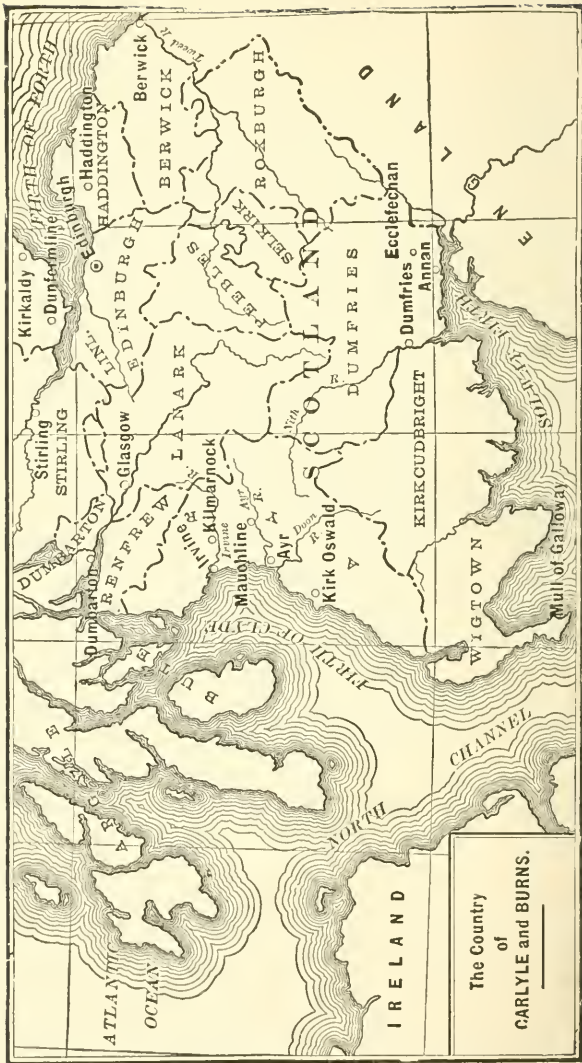 The Country
of
CARLYLE and BURNS.
ATLANTIC
OCEAN
IRELAND
NORTH CHANNEL
FIRTH OF CLYDE
FIRTH OF FORTH
SOLWAY FIRTH
SCOTLAND
ENGLAND
ARGYLE
BUTE
DUMBARTON
Dumbarton
RENFREW
STIRLING
Stirling
Glasgow
LANARK
LINL.
EDINBURGH
Edinburgh
Kirkaldy
Dunfermline
HADDINGTON
Haddington
BERWICK
Berwick
Tweed R.
ROXBURGH
SELKIRK
PEEBLES
DUMFRIES
Dumfries
Ecclefechan
Annan
Nith R.
KIRKCUDBRIGHT
WIGTOWN
Mull of Galloway
Irvine
Irvine R.
Kilmarnock
Mauchline
Ayr R.
Ayr
Doon R.
Kirk Oswald